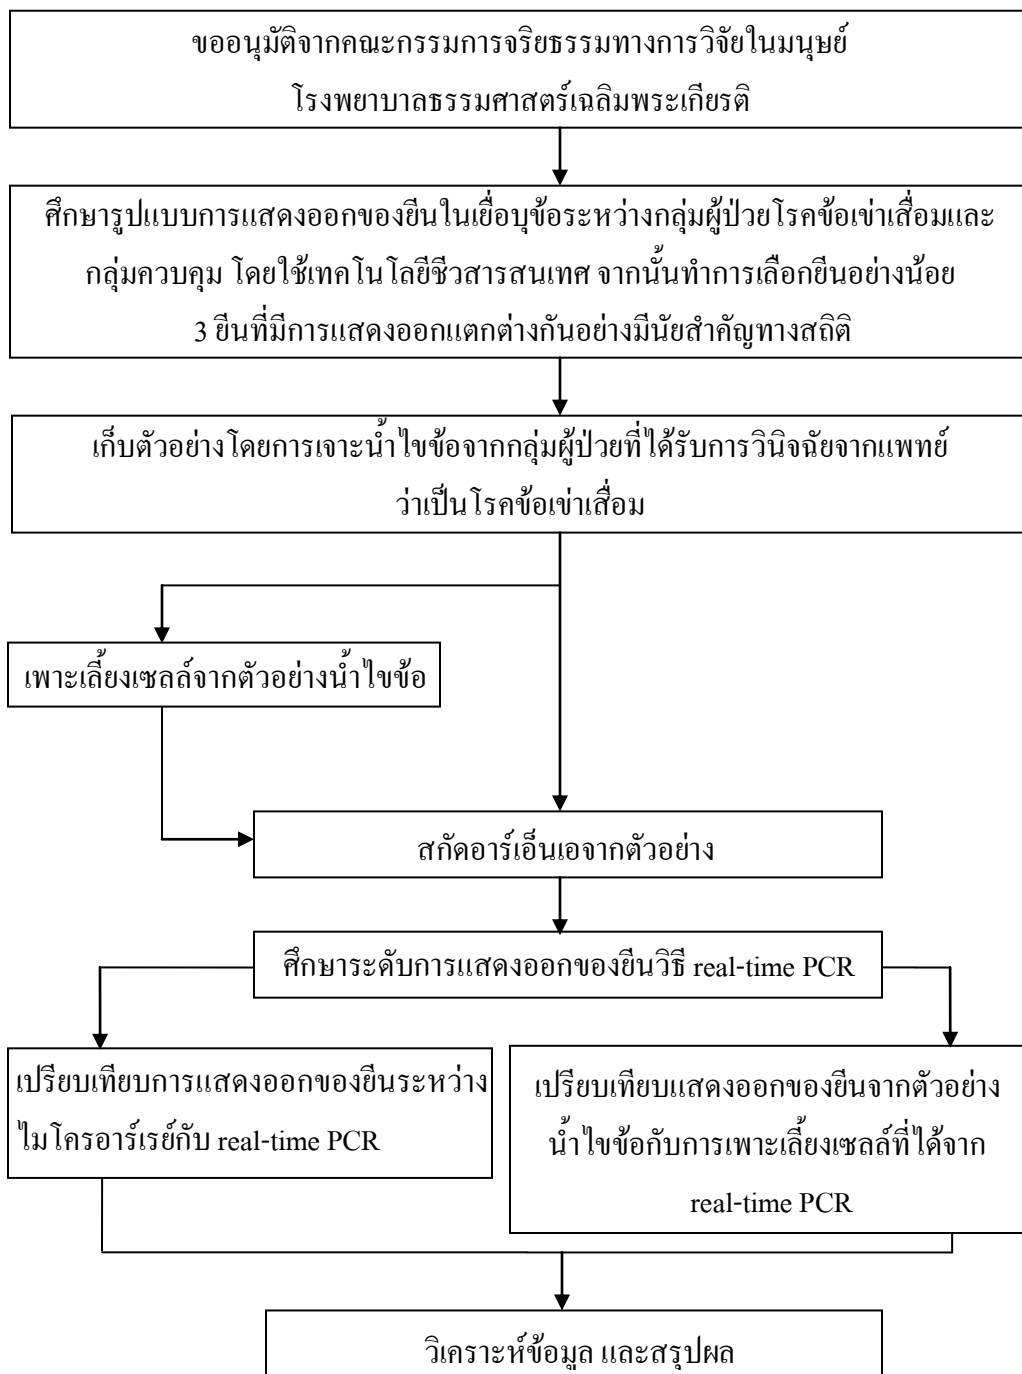 ขออนุมัติจากคณะกรรมการจริยธรรมทางการวิจัยในมนุษย์
โรงพยาบาลธรรมศาสตร์เฉลิมพระเกียรติ
ศึกษารูปแบบการแสดงออกของยีนในเยื่อบุข้อระหว่างกลุ่มผู้ป่วยโรคข้อเข่าเสื่อมและ
กลุ่มควบคุม โดยใช้เทคโนโลยีชีวสารสนเทศ จากนั้นทำการเลือกยีนอย่างน้อย
3 ยีนที่มีการแสดงออกแตกต่างกันอย่างมีนัยสำคัญทางสถิติ
เก็บตัวอย่างโดยการเจาะน้ำไขข้อจากกลุ่มผู้ป่วยที่ได้รับการวินิจฉัยจากแพทย์
ว่าเป็นโรคข้อเข่าเสื่อม
เพาะเลี้ยงเซลล์จากตัวอย่างน้ำไขข้อ
สกัดอาร์เอ็นเอจากตัวอย่าง
ศึกษาระดับการแสดงออกของยีนวิธี real-time PCR
เปรียบเทียบการแสดงออกของยีนระหว่าง
ไมโครอาร์เรย์กับ real-time PCR
เปรียบเทียบแสดงออกของยีนจากตัวอย่าง
น้ำไขข้อกับการเพาะเลี้ยงเซลล์ที่ได้จาก
real-time PCR
วิเคราะห์ข้อมูล และสรุปผล